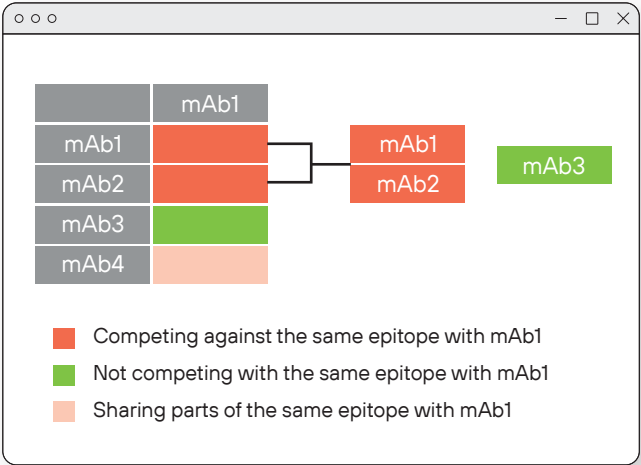 mAb1
mAb1
mAb2
mAb3
mAb4
mAb1
mAb2
mAb3
Competing against the same epitope with mAb1
Not competing with the same epitope with mAb1
Sharing parts of the same epitope with mAb1